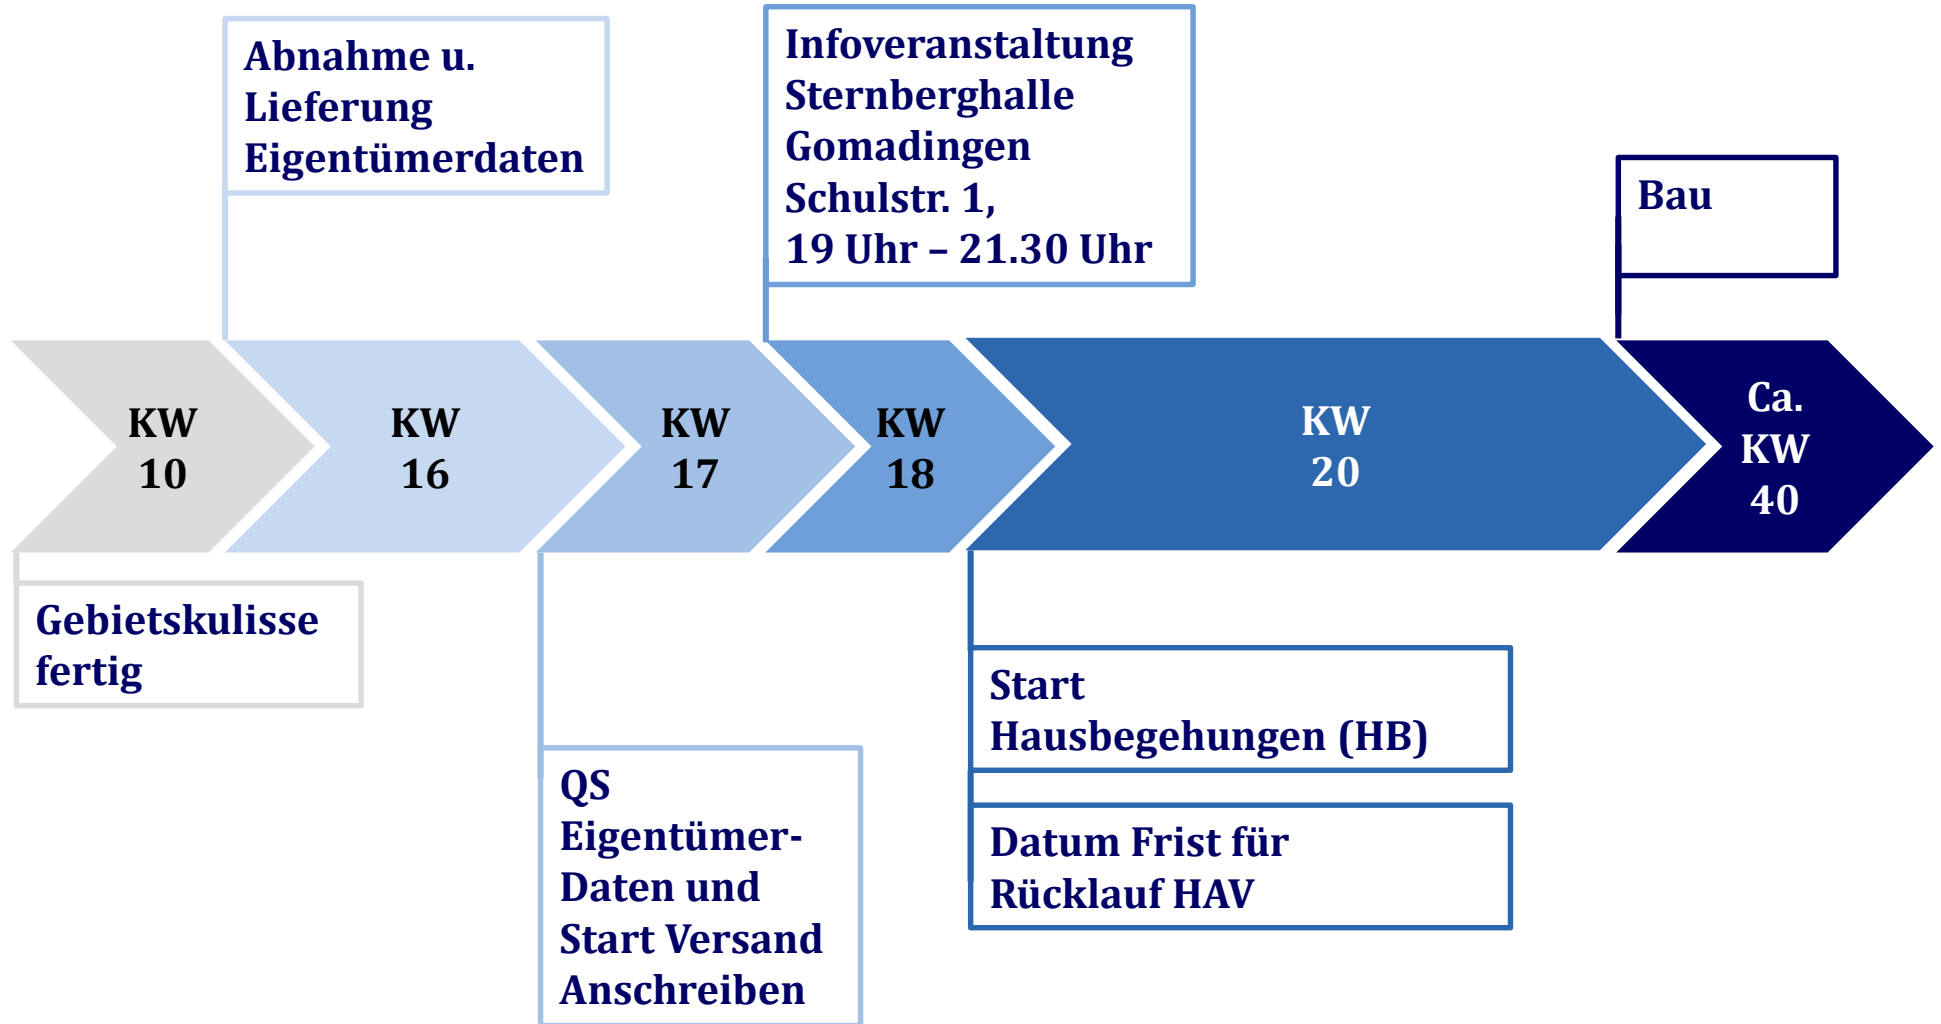 Abnahme u.
Lieferung
Eigentümerdaten
Infoveranstaltung
Sternberghalle
Gomadingen
Schulstr. 1,
19 Uhr – 21.30 Uhr
Bau
KW
10
KW
16
KW
17
KW
18
KW
20
Ca.
KW
40
Gebietskulisse
fertig
QS
Eigentümer-
Daten und
Start Versand
Anschreiben
Start
Hausbegehungen (HB)
Datum Frist für
Rücklauf HAV